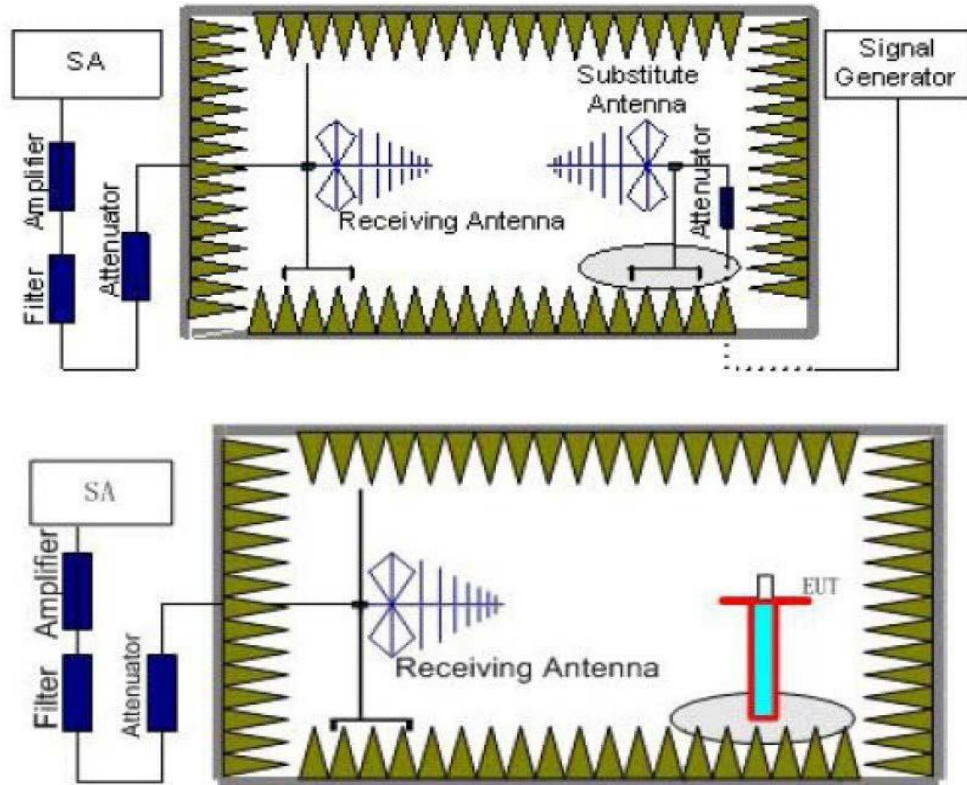 SA
Signal
Generator
Substitute
Antenna
Amplifier
Attenuator
Attenuator
Receiving Antenna
Filter
SA
Amplifier
EUT
Filter
Attenuator
Receiving Antenna